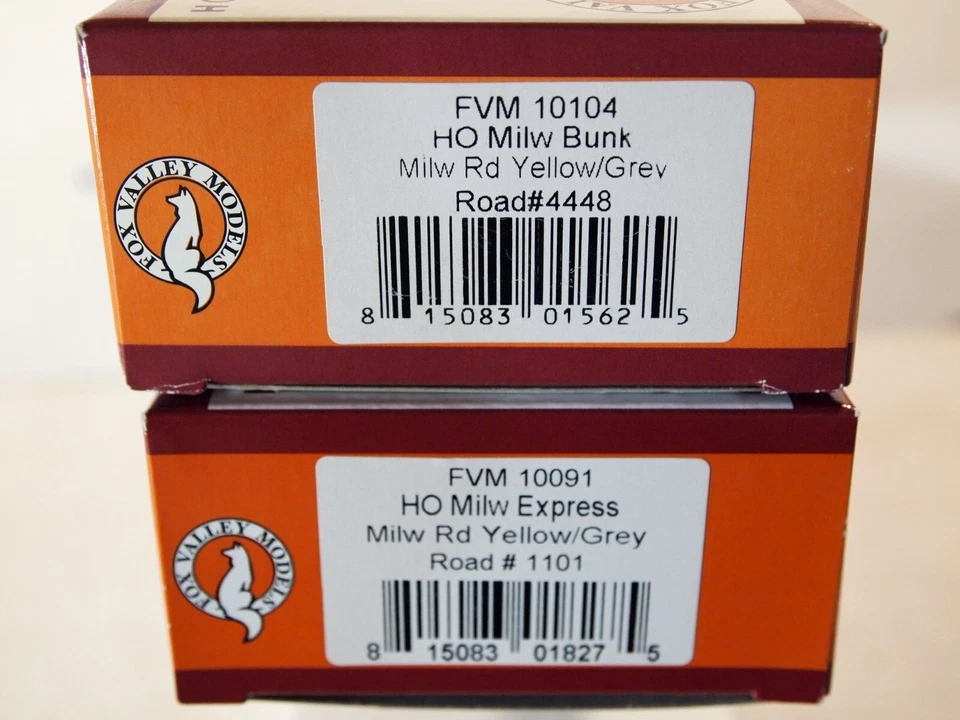 FVM 10104
HO Milw Bunk
Milw Rd Yellow/Grey
Road#4448
8 15083 01562 5
FOX VALLEY MODELS
FVM 10091
HO Milw Express
Milw Rd Yellow/Grey
Road # 1101
8 15083 01827 5
FOX VALLEY MODELS